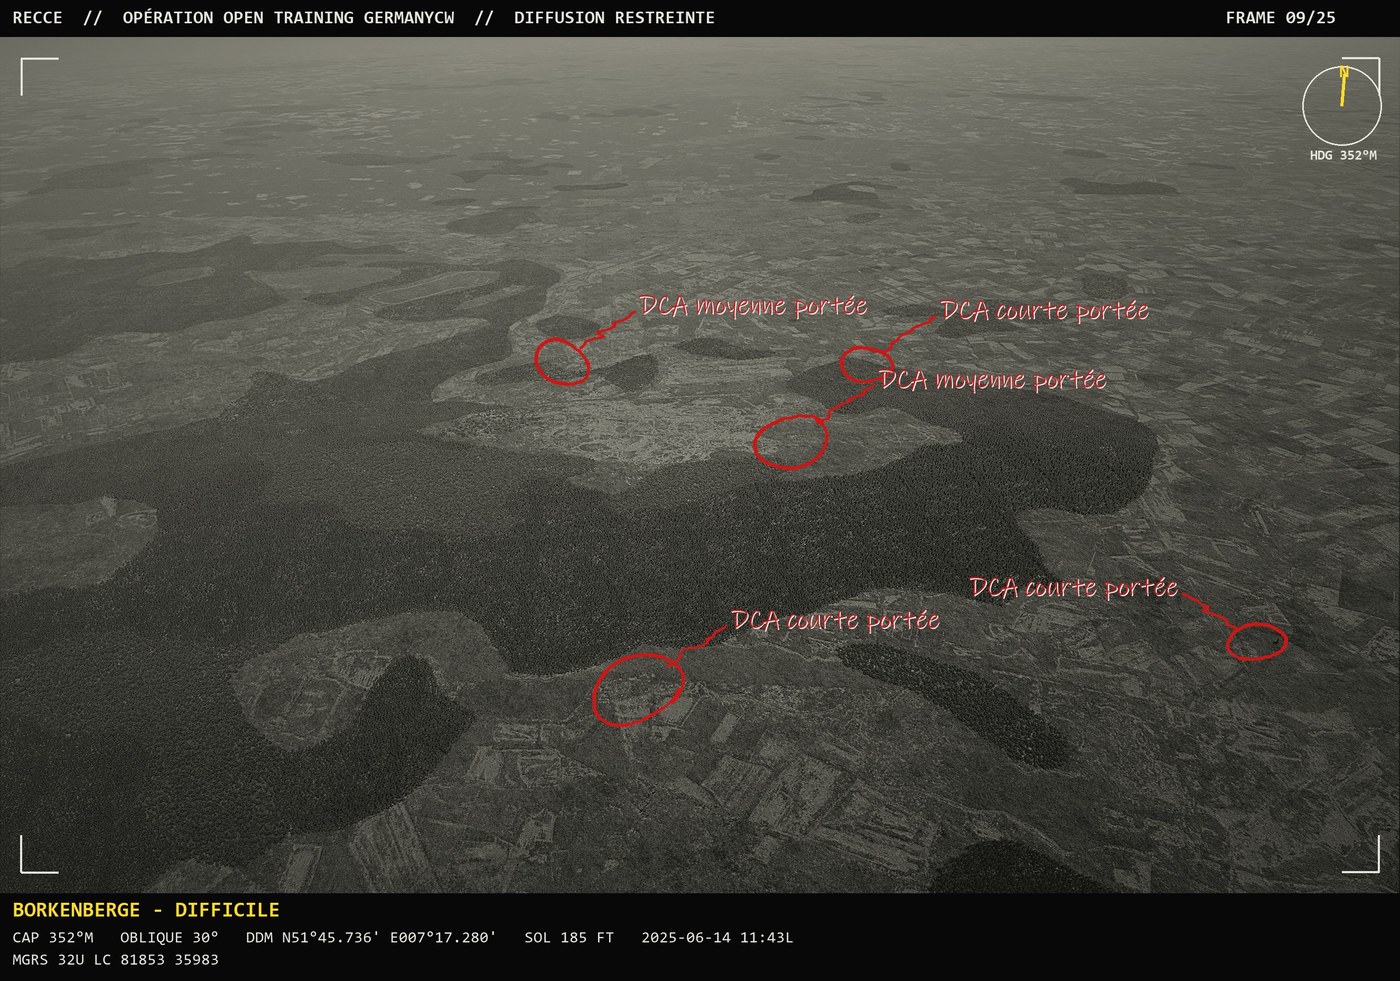 RECCE // OPÉRATION OPEN TRAINING GERMANYCW // DIFFUSION RESTREINTE
FRAME 09/25
N
HDG 352°M
DCA moyenne portée
DCA courte portée
DCA moyenne portée
DCA courte portée
DCA courte portée
BORKENBERGE - DIFFICILE
CAP 352°M OBLIQUE 30° DDM N51°45.736' E007°17.280' SOL 185 FT 2025-06-14 11:43L
MGRS 32U LC 81853 35983